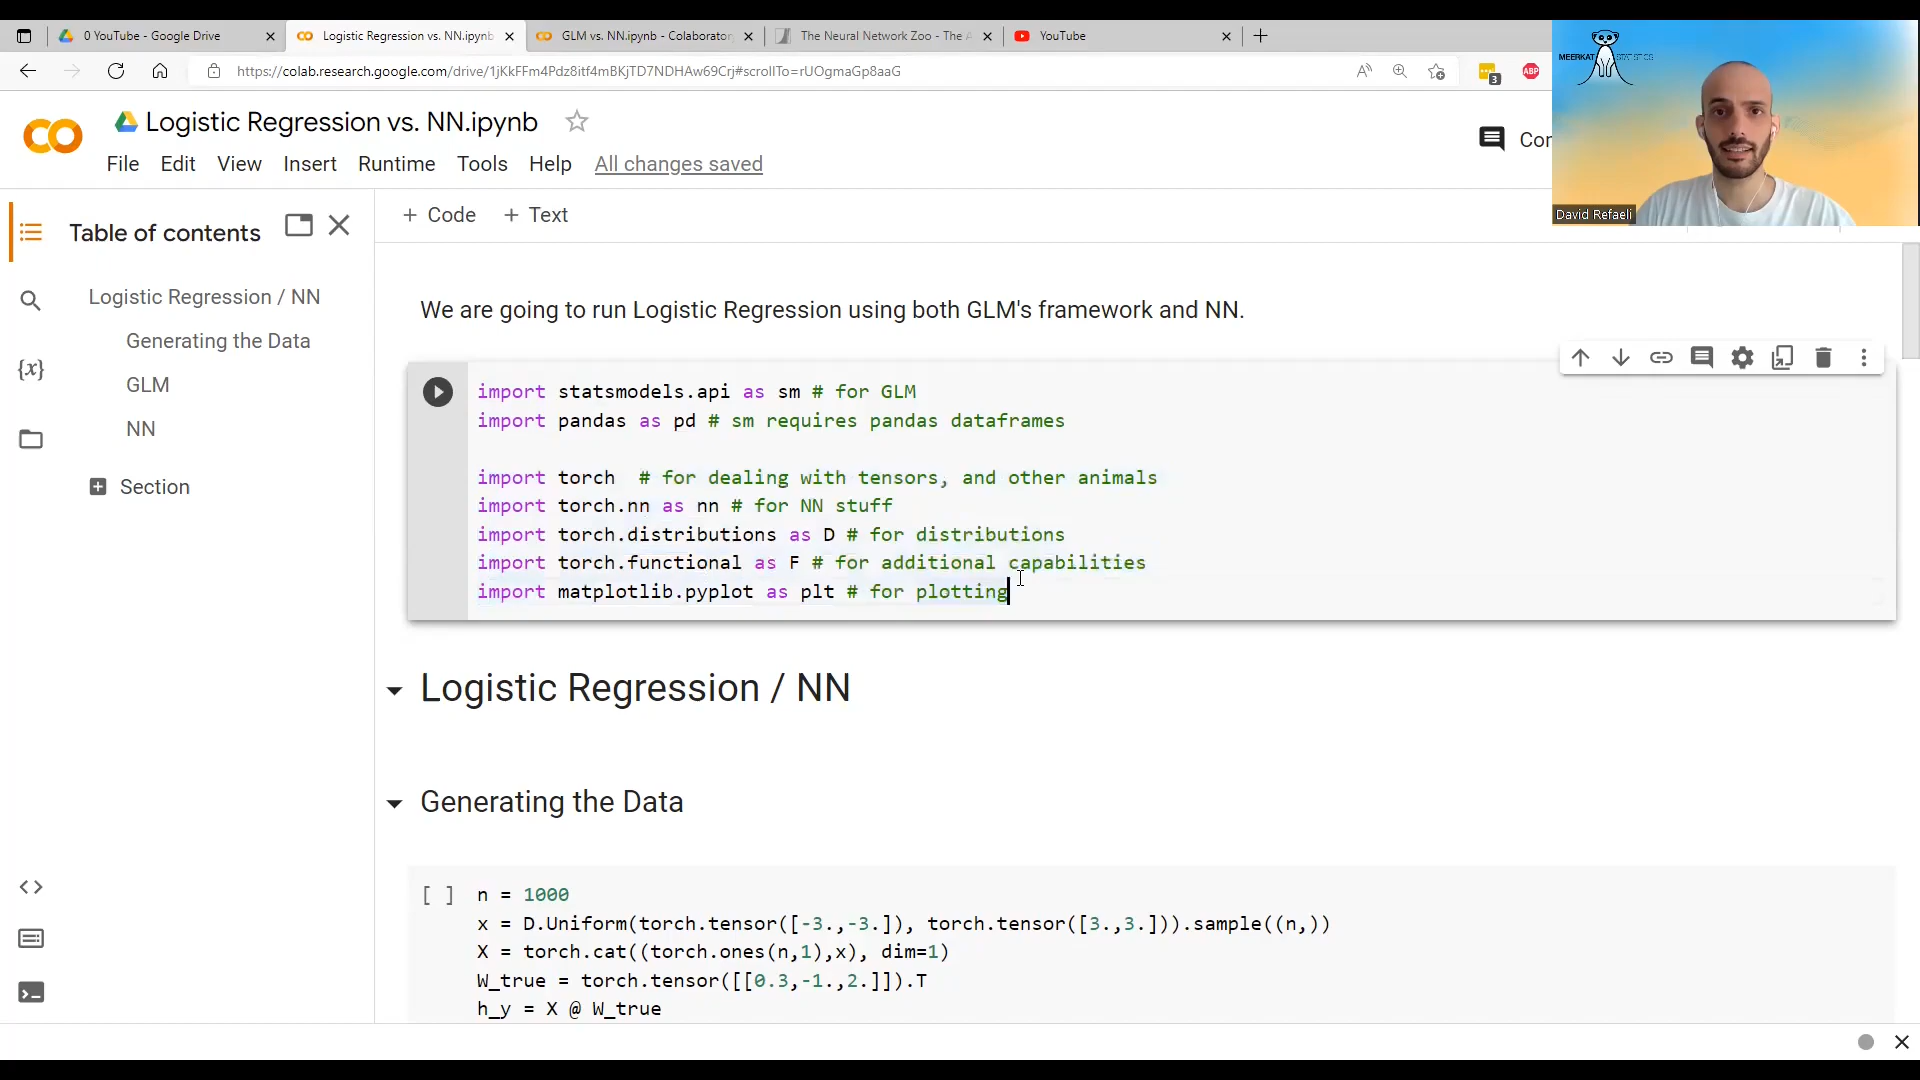 0 YouTube - Google Drive
Logistic Regression vs. NN.ipynb
GLM vs. NN.ipynb - Colaborator
The Neural Network Zoo - The A
YouTube
https://colab.research.google.com/drive/1jKkFFm4Pdz8itf4mBKjTD7NDHAw69Crj#scrollTo=rUOgmaGp8aaG
3
ABP
MEERKAT STATISTICS
David Refaeli
Logistic Regression vs. NN.ipynb
File Edit View Insert Runtime Tools Help All changes saved
Con
Table of contents
+ Code + Text
Logistic Regression / NN
Generating the Data
GLM
NN
Section
We are going to run Logistic Regression using both GLM's framework and NN.
import statsmodels.api as sm # for GLM
import pandas as pd # sm requires pandas dataframes
import torch # for dealing with tensors, and other animals
import torch.nn as nn # for NN stuff
import torch.distributions as D # for distributions
import torch.functional as F # for additional capabilities
import matplotlib.pyplot as plt # for plotting
Logistic Regression / NN
Generating the Data
[ ] n = 1000
x = D.Uniform(torch.tensor([-3.,-3.]), torch.tensor([3.,3.])).sample((n,))
X = torch.cat((torch.ones(n,1),x), dim=1)
W_true = torch.tensor([[0.3,-1.,2.]]).T
h_y = X @ W_true